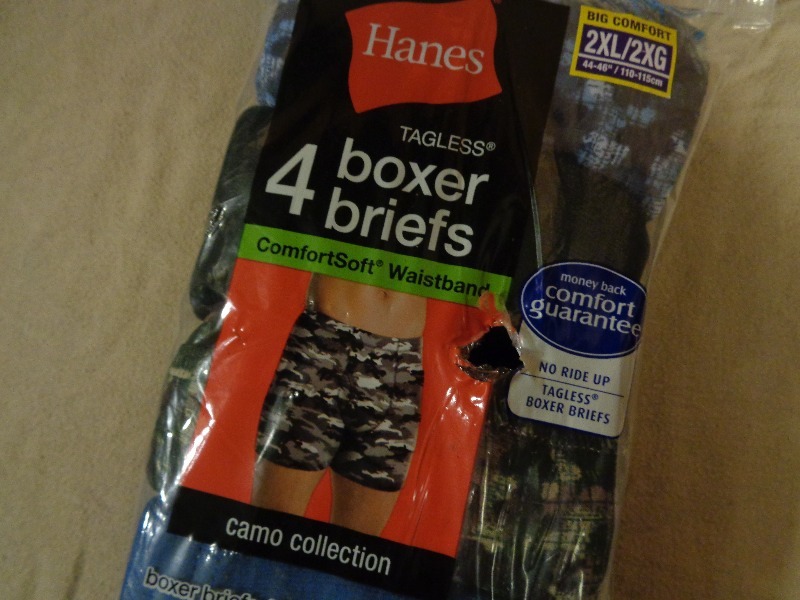 Hanes
BIG COMFORT
2XL/2XG
44-46" / 110-115cm
TAGLESS®
4 boxer
briefs
ComfortSoft® Waistband
money back
comfort
guarantee
NO RIDE UP
TAGLESS®
BOXER BRIEFS
camo collection
boxer